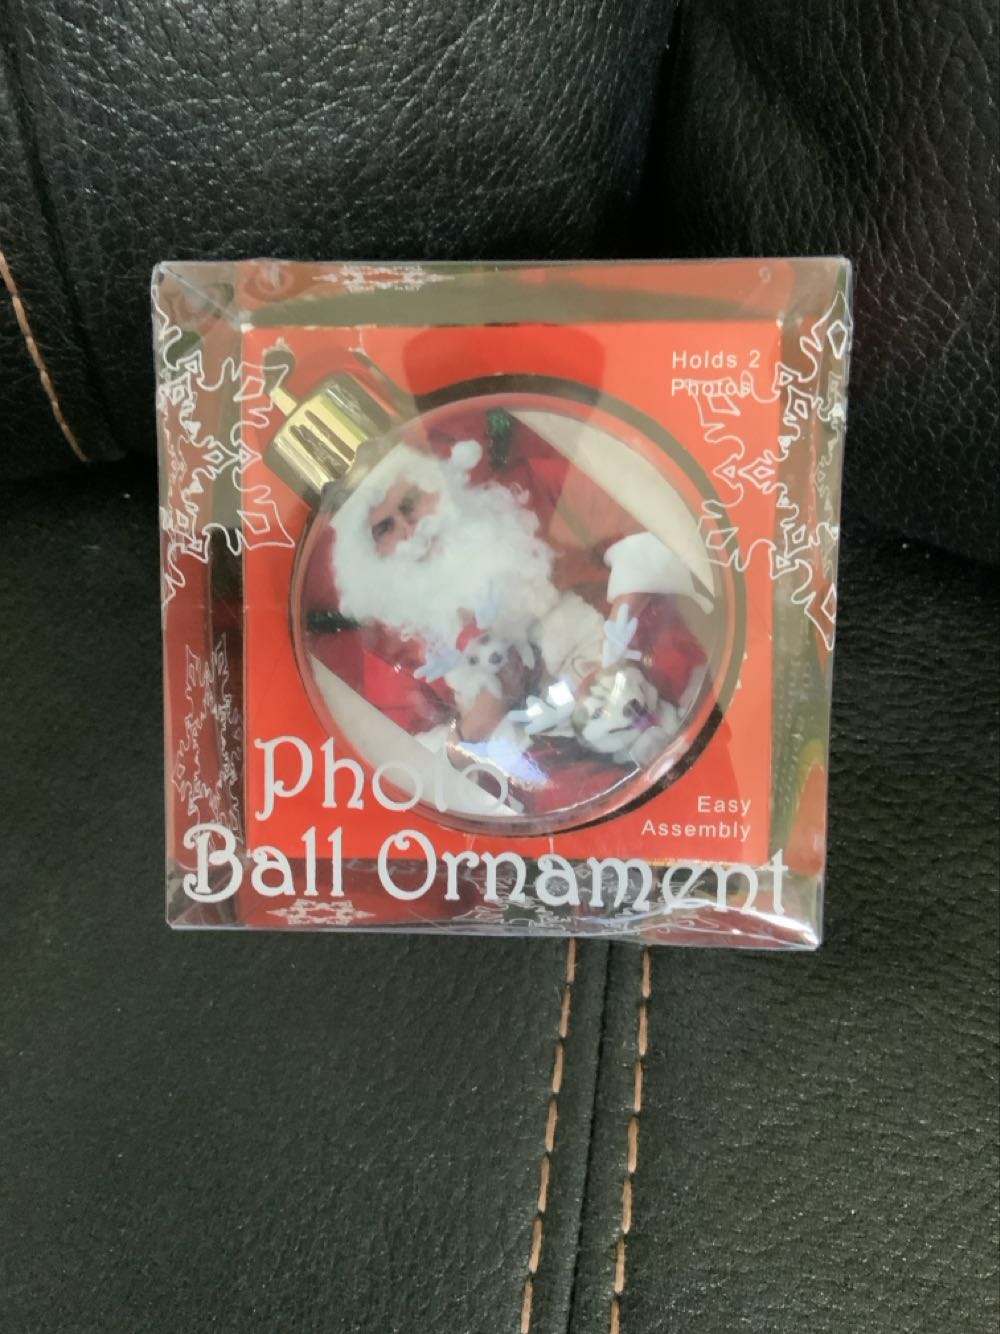 Holds 2
Photos
Photo
Easy
Assembly
Ball Ornament